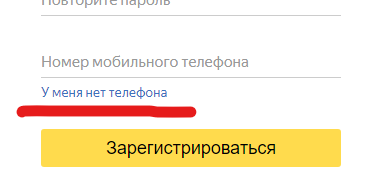 Повторите пароль
Номер мобильного телефона
У меня нет телефона
Зарегистрироваться